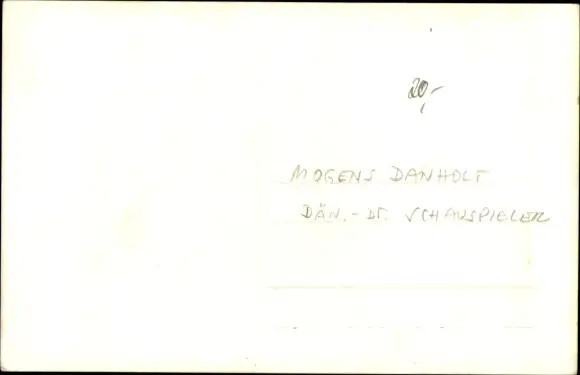 20,-
MOGENS DANHOLT
DÄN.-DT. SCHAUSPIELER